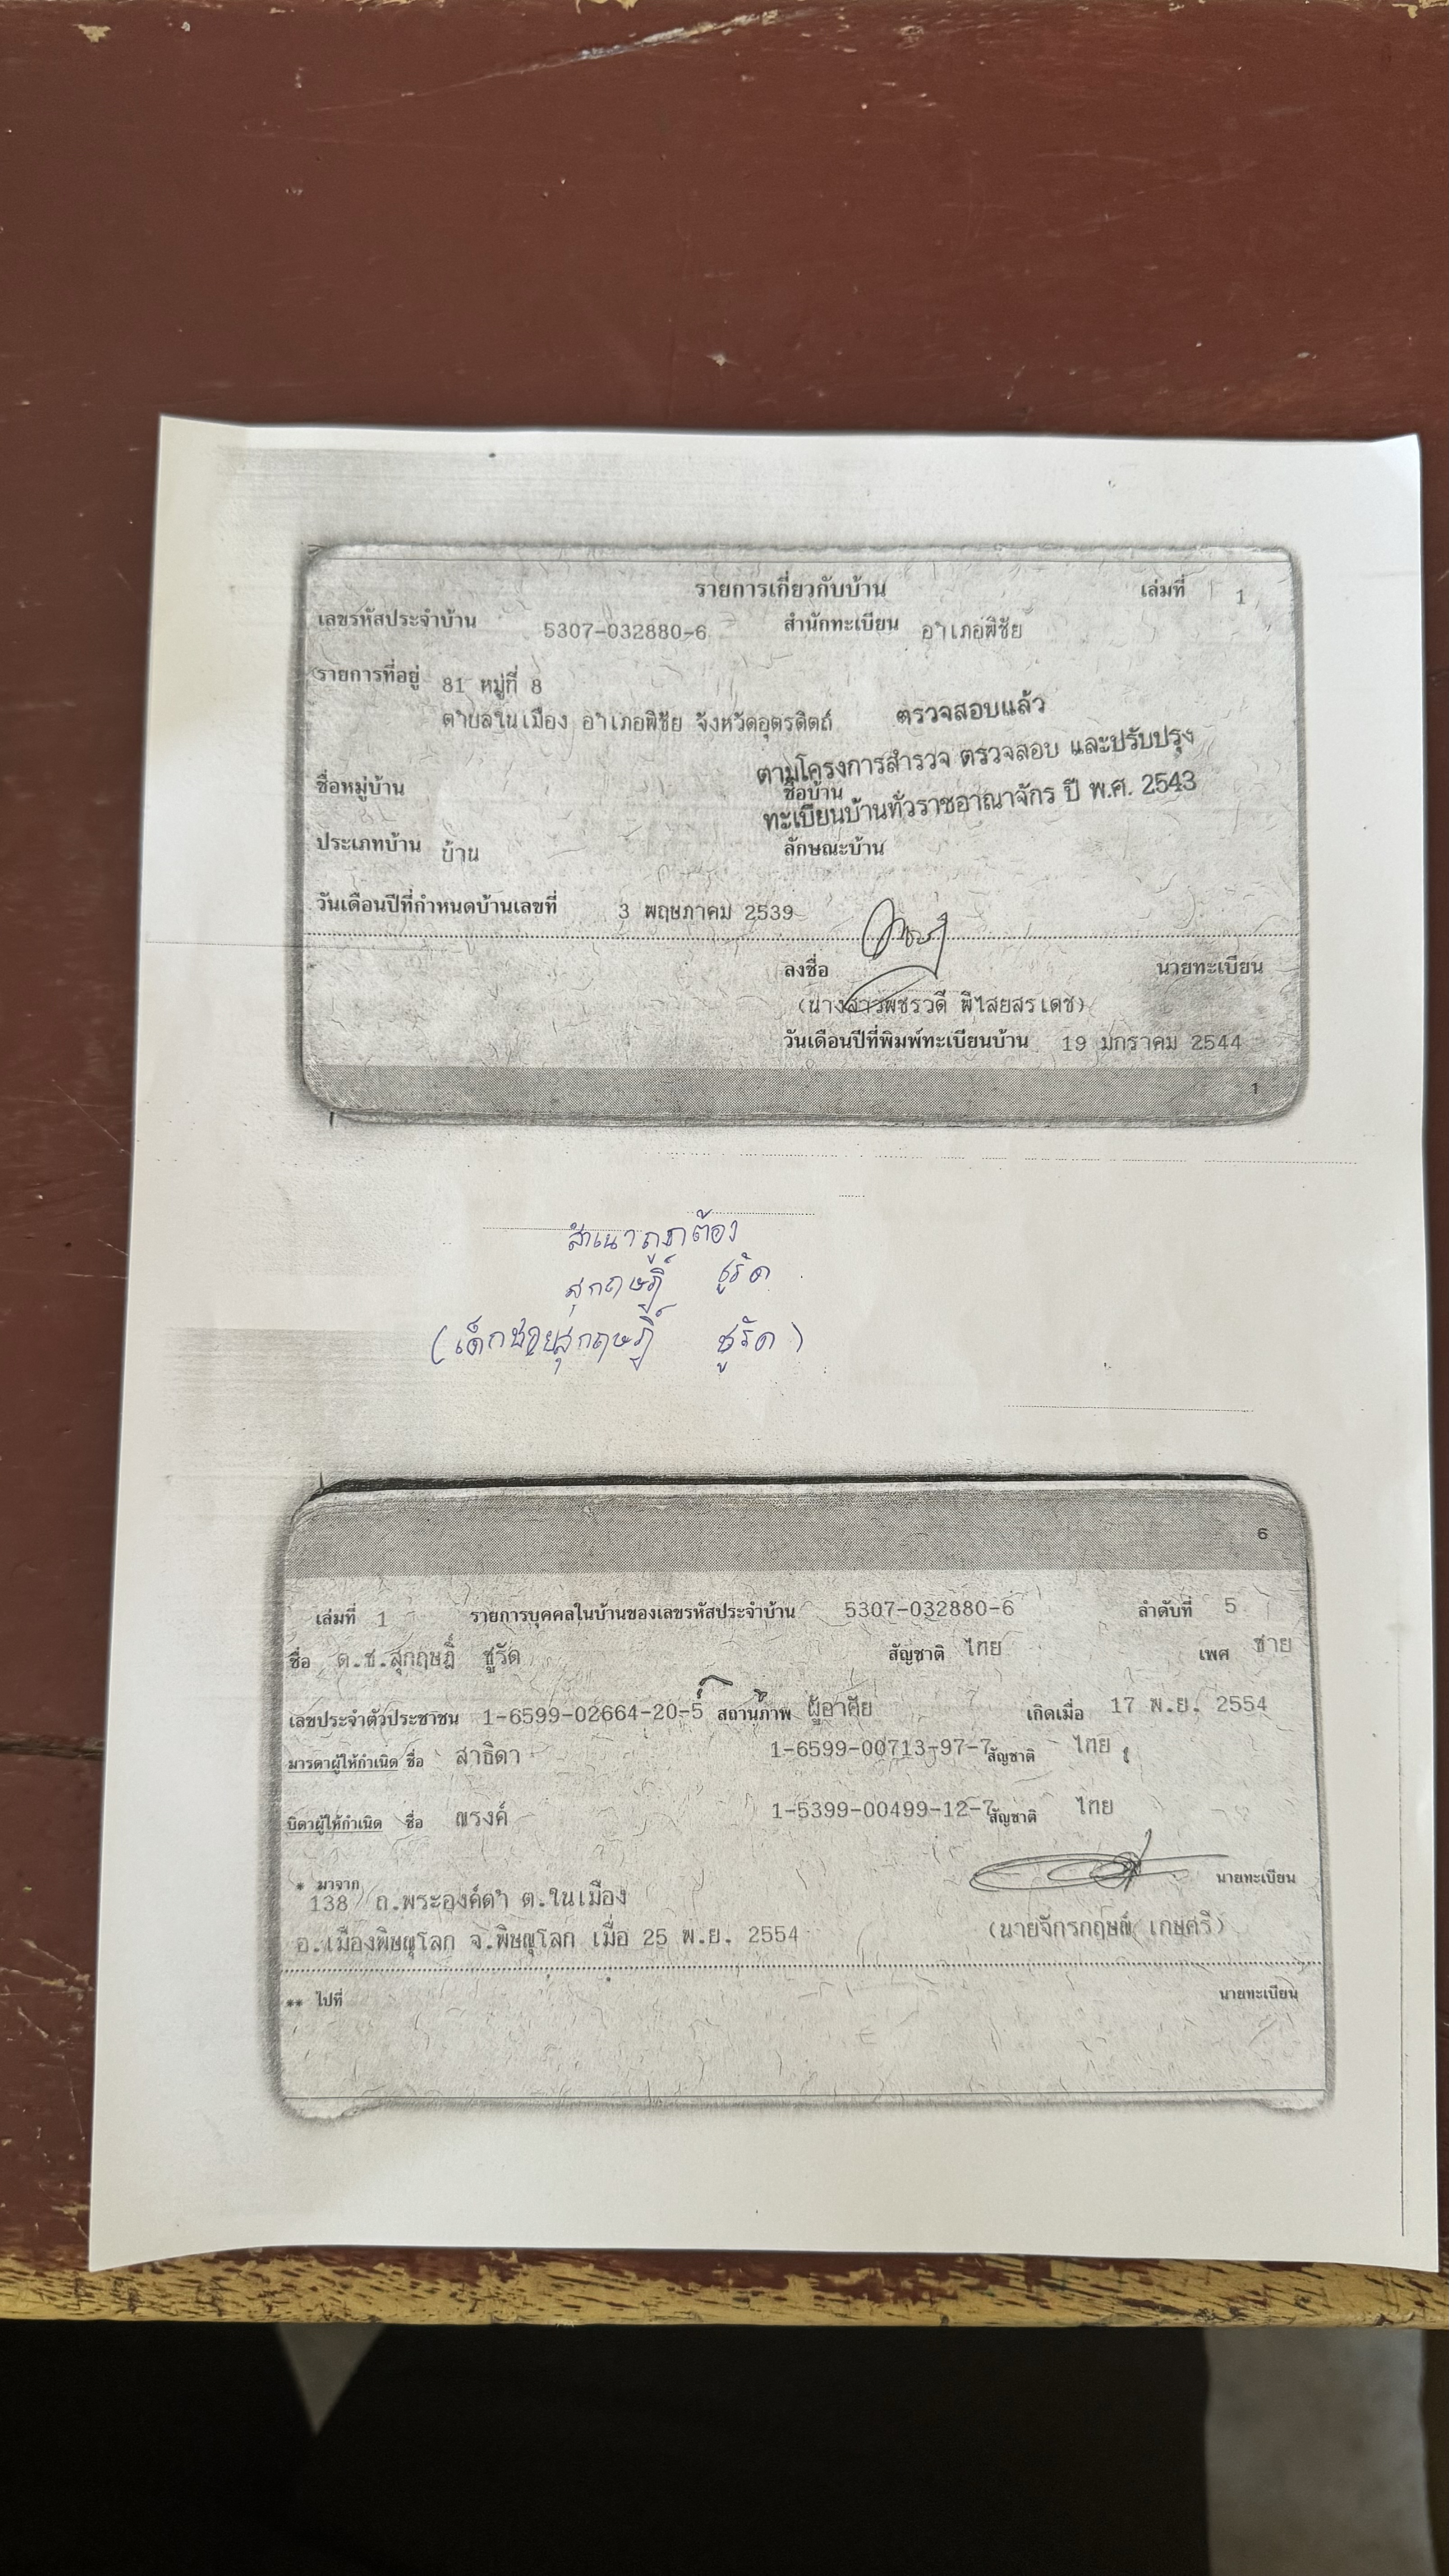 รายการเกี่ยวกับบ้าน เล่มที่ 1
เลขรหัสประจำบ้าน 5307-032880-6 สำนักทะเบียน อำเภอพิชัย
รายการที่อยู่ 81 หมู่ที่ 8
ตำบลในเมือง อำเภอพิชัย จังหวัดอุตรดิตถ์
ตรวจสอบแล้ว
ตามโครงการสำรวจ ตรวจสอบ และปรับปรุง
ทะเบียนบ้านทั่วราชอาณาจักร ปี พ.ศ. 2543
ชื่อหมู่บ้าน ชื่อบ้าน
ประเภทบ้าน บ้าน ลักษณะบ้าน
วันเดือนปีที่กำหนดบ้านเลขที่ 3 พฤษภาคม 2539
ลงชื่อ นายทะเบียน
(นางสาวพชรวดี พิไสยสรเดช)
วันเดือนปีที่พิมพ์ทะเบียนบ้าน 19 มกราคม 2544
1
สำเนาถูกต้อง
สุกฤษฎิ์ ชูรัด
(เด็กชายสุกฤษฎิ์ ชูรัด)
6
เล่มที่ 1 รายการบุคคลในบ้านของเลขรหัสประจำบ้าน 5307-032880-6 ลำดับที่ 5
ชื่อ ด.ช.สุกฤษฎิ์ ชูรัด สัญชาติ ไทย เพศ ชาย
เลขประจำตัวประชาชน 1-6599-02664-20-5 สถานภาพ ผู้อาศัย เกิดเมื่อ 17 พ.ย. 2554
มารดาผู้ให้กำเนิด ชื่อ สาธิดา 1-6599-00713-97-7 สัญชาติ ไทย
บิดาผู้ให้กำเนิด ชื่อ ณรงค์ 1-5399-00499-12-7 สัญชาติ ไทย
* มาจาก
138 ถ.พระองค์ดำ ต.ในเมือง นายทะเบียน
อ.เมืองพิษณุโลก จ.พิษณุโลก เมื่อ 25 พ.ย. 2554 (นายจักรกฤษณ์ เกษศรี)
** ไปที่ นายทะเบียน